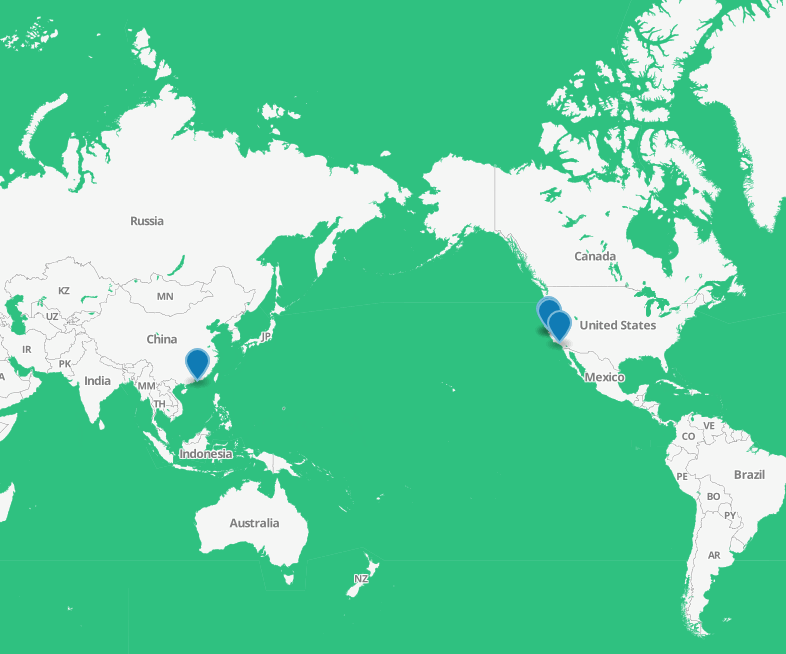 Russia
Canada
KZ
MN
UZ
United States
JP
China
IR
PK
A
India
MM
Mexico
TH
VE
CO
Indonesia
PE
Brazil
BO
PY
Australia
AR
NZ